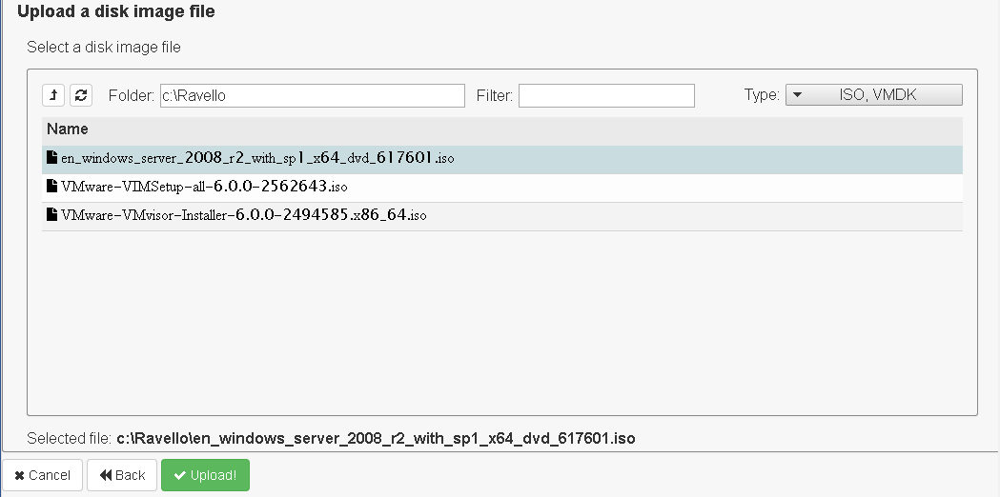 Upload a disk image file
Select a disk image file
Folder: c:\Ravello Filter: Type: ISO, VMDK
Name
en_windows_server_2008_r2_with_sp1_x64_dvd_617601.iso
VMware-VIMSetup-all-6.0.0-2562643.iso
VMware-VMvisor-Installer-6.0.0-2494585.x86_64.iso
Selected file: c:\Ravello\en_windows_server_2008_r2_with_sp1_x64_dvd_617601.iso
Cancel Back Upload!